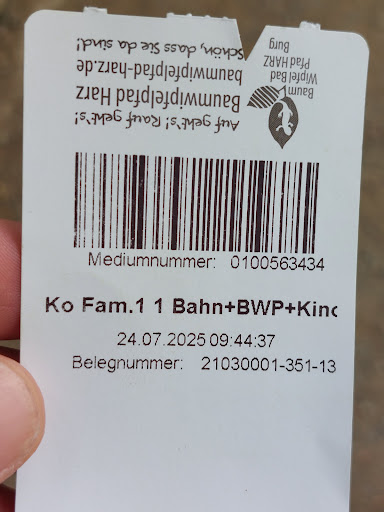 Auf geht's! Rauf geht's!
Baumwipfelpfad Harz
baumwipfelpfad-harz.de
Schön, dass Sie da sind!
Baum
Wipfel Bad
Pfad HARZ
Burg
Mediumnummer: 0100563434
Ko Fam.1 1 Bahn+BWP+Kinc
24.07.2025 09:44:37
Belegnummer: 21030001-351-13